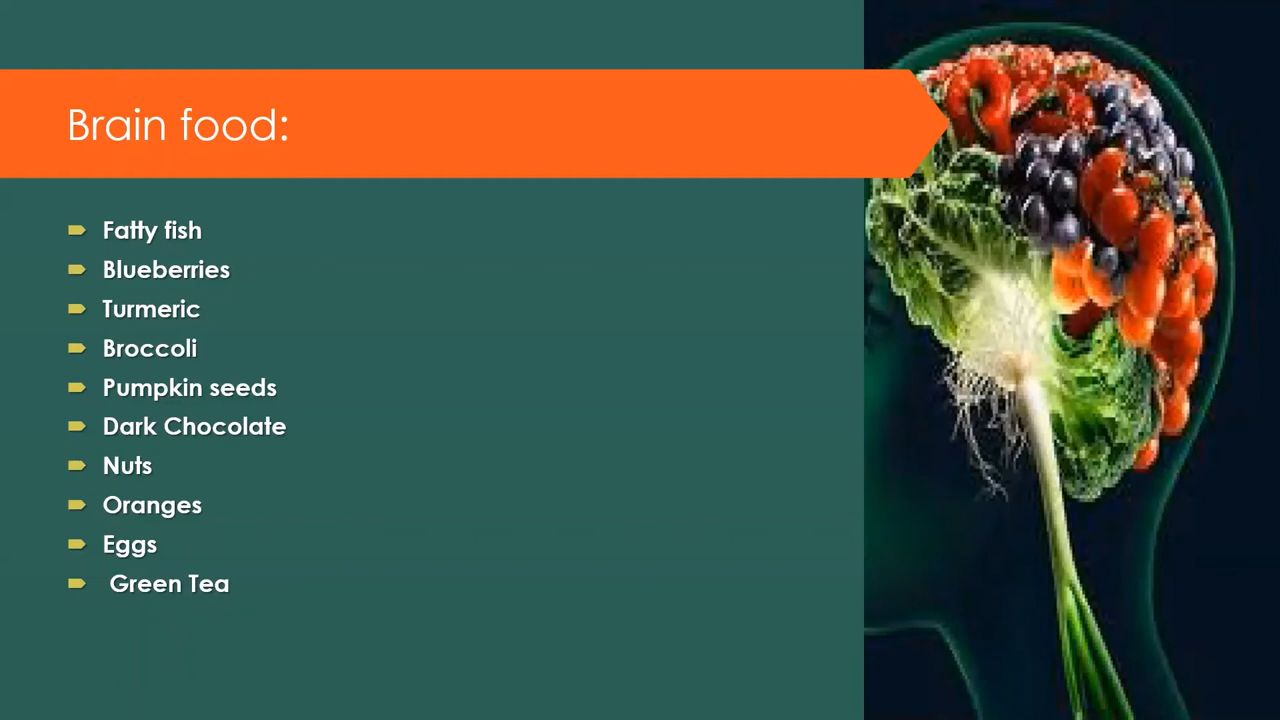 Brain food:
Fatty fish
Blueberries
Turmeric
Broccoli
Pumpkin seeds
Dark Chocolate
Nuts
Oranges
Eggs
Green Tea